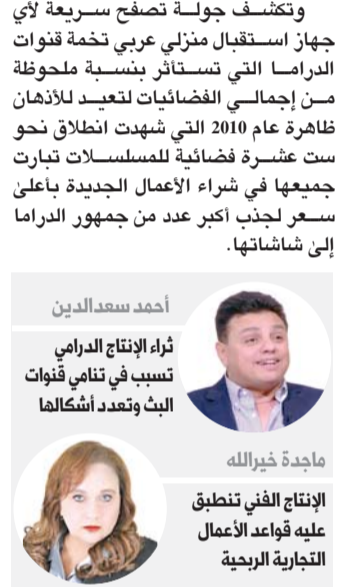 وتكشف جولة تصفح سريعة لأي
جهاز استقبال منزلي عربي تخمة قنوات
الدراما التي تستأثر بنسبة ملحوظة
من إجمالي الفضائيات لتعيد للأذهان
ظاهرة عام 2010 التي شهدت انطلاق نحو
ست عشرة فضائية للمسلسلات تبارت
جميعها في شراء الأعمال الجديدة بأعلى
سعر لجذب أكبر عدد من جمهور الدراما
إلى شاشاتها.
أحمد سعدالدين
ثراء الإنتاج الدرامي
تسبب في تنامي قنوات
البث وتعدد أشكالها
ماجدة خيرالله
الإنتاج الفني تنطبق
عليه قواعد الأعمال
التجارية الربحية